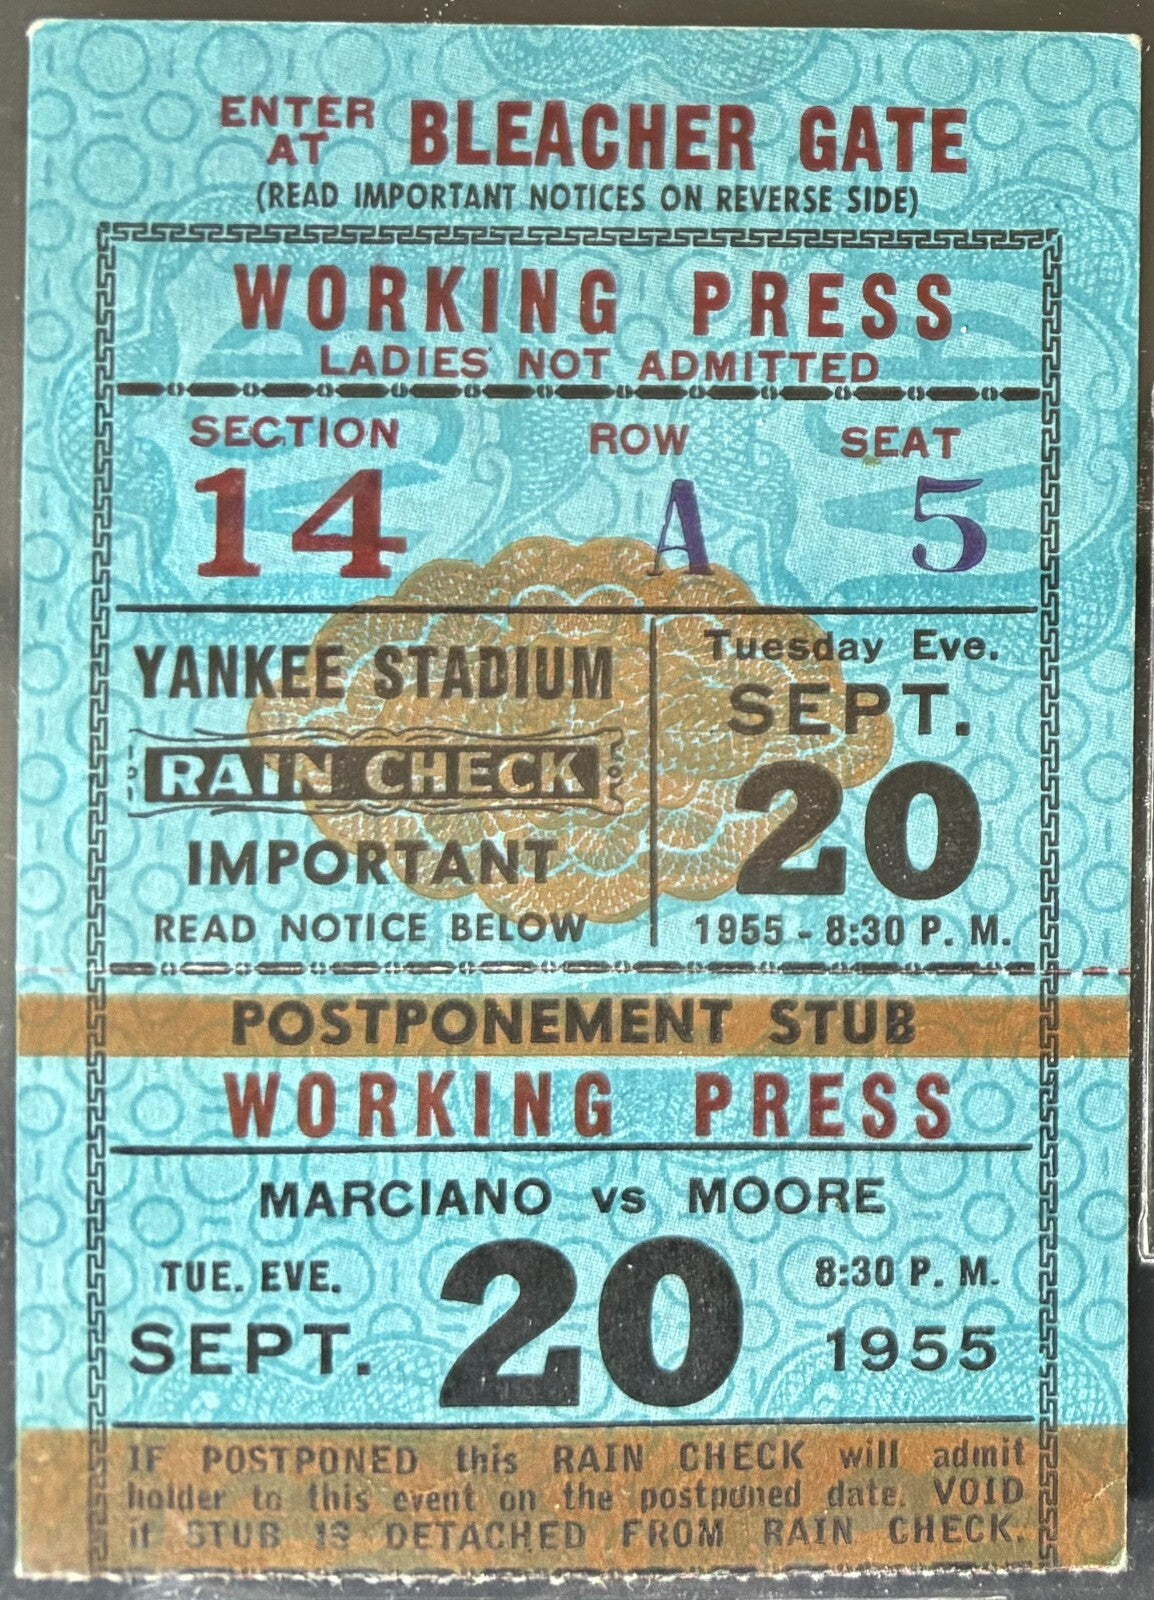 ENTER AT BLEACHER GATE
(READ IMPORTANT NOTICES ON REVERSE SIDE)
WORKING PRESS
LADIES NOT ADMITTED
SECTION ROW SEAT
14 A 5
YANKEE STADIUM
RAIN CHECK
IMPORTANT
READ NOTICE BELOW
Tuesday Eve.
SEPT.
20
1955 - 8:30 P. M.
POSTPONEMENT STUB
WORKING PRESS
MARCIANO vs MOORE
TUE. EVE.
SEPT.
20
8:30 P. M.
1955
IF POSTPONED this RAIN CHECK will admit
holder to this event on the postponed date. VOID
if STUB IS DETACHED FROM RAIN CHECK.